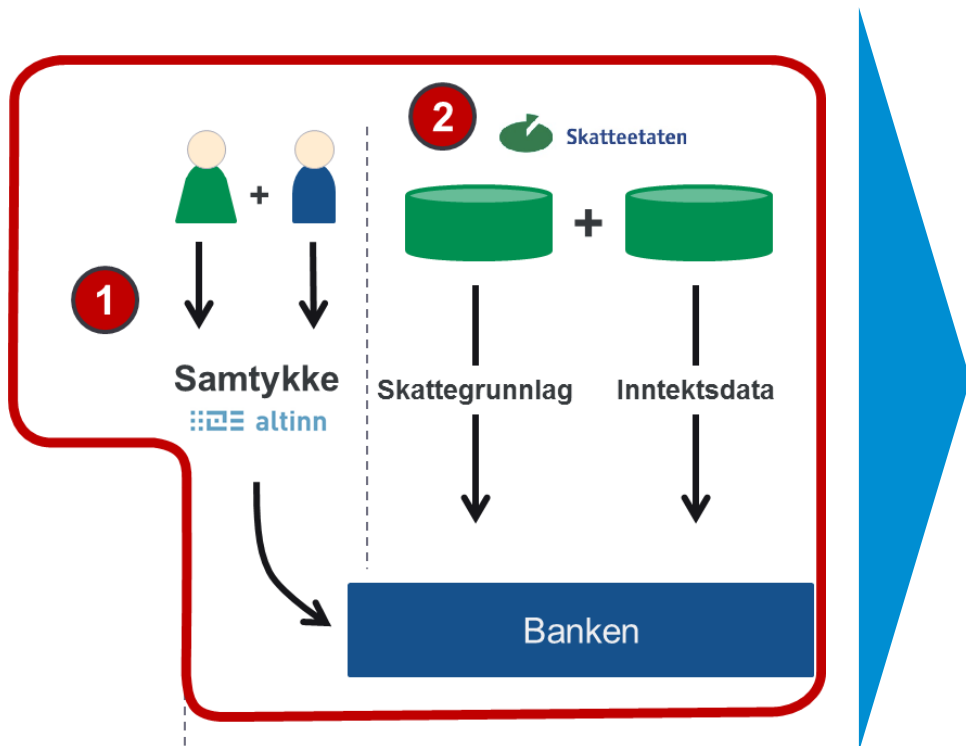 2
Skatteetaten
+
+
1
Samtykke
altinn
Skattegrunnlag
Inntektsdata
Banken